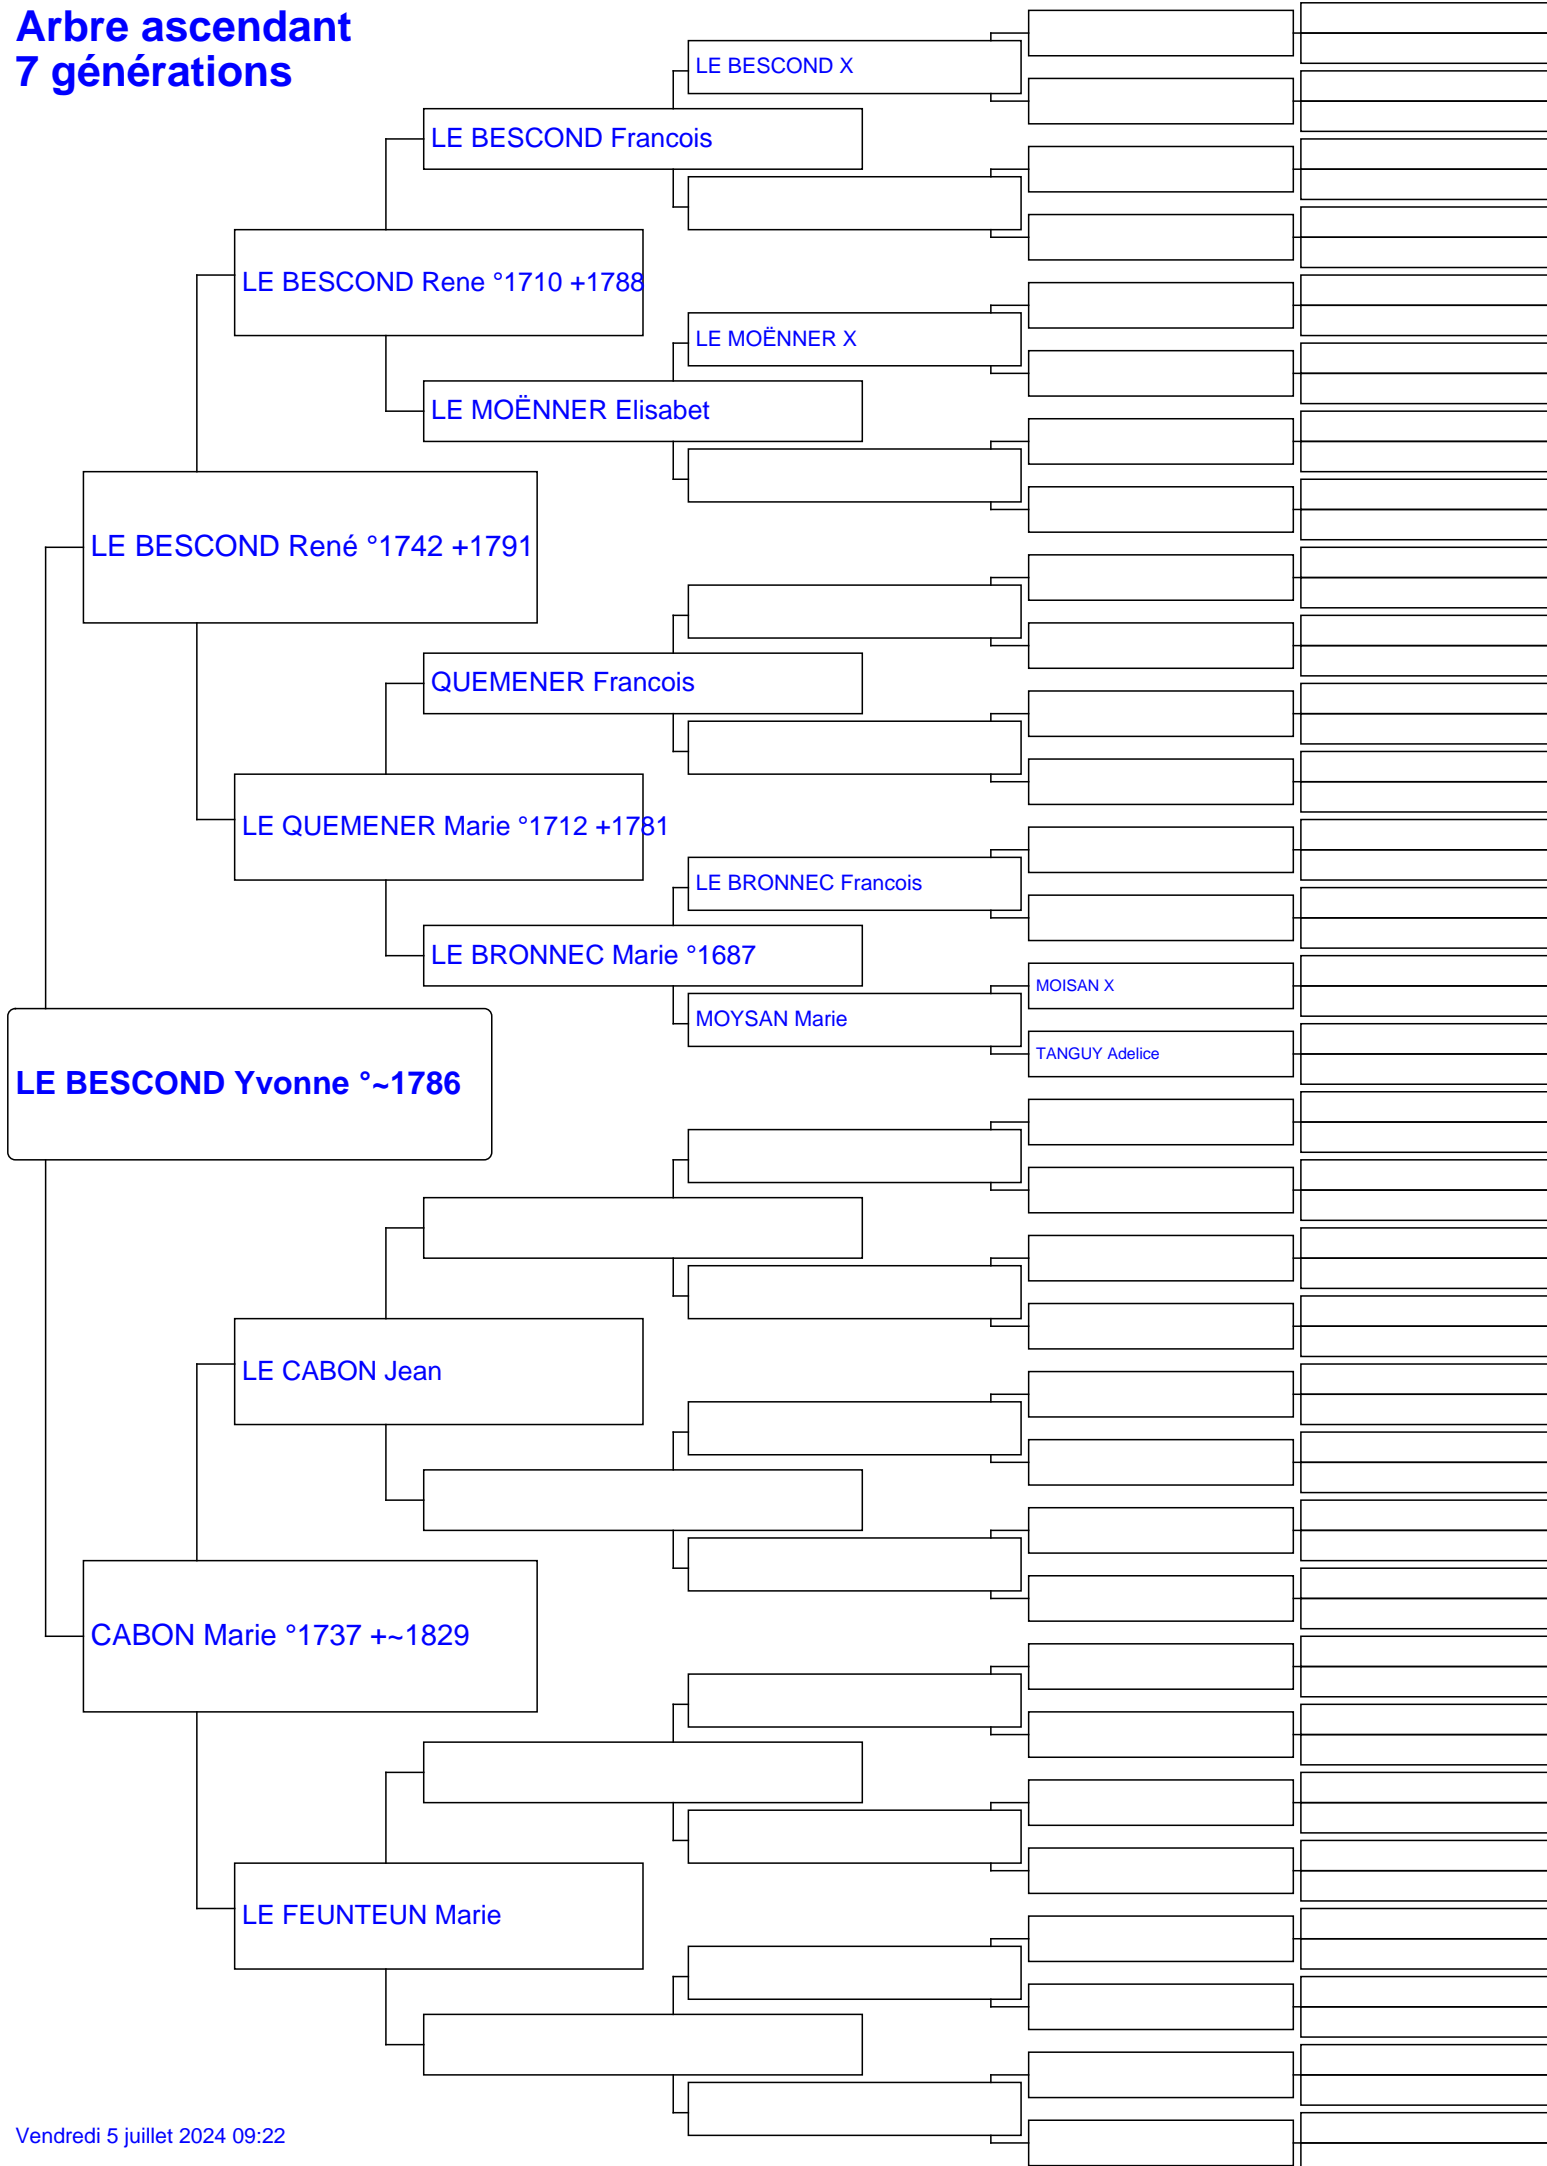 Arbre ascendant
7 générations
LE BESCOND X
LE BESCOND Francois
LE BESCOND Rene °1710 +1788
LE MOËNNER X
LE MOËNNER Elisabet
LE BESCOND René °1742 +1791
QUEMENER Francois
LE QUEMENER Marie °1712 +1781
LE BRONNEC Francois
LE BRONNEC Marie °1687
MOISAN X
MOYSAN Marie
TANGUY Adelice
LE BESCOND Yvonne °~1786
LE CABON Jean
CABON Marie °1737 +~1829
LE FEUNTEUN Marie
Vendredi 5 juillet 2024 09:22